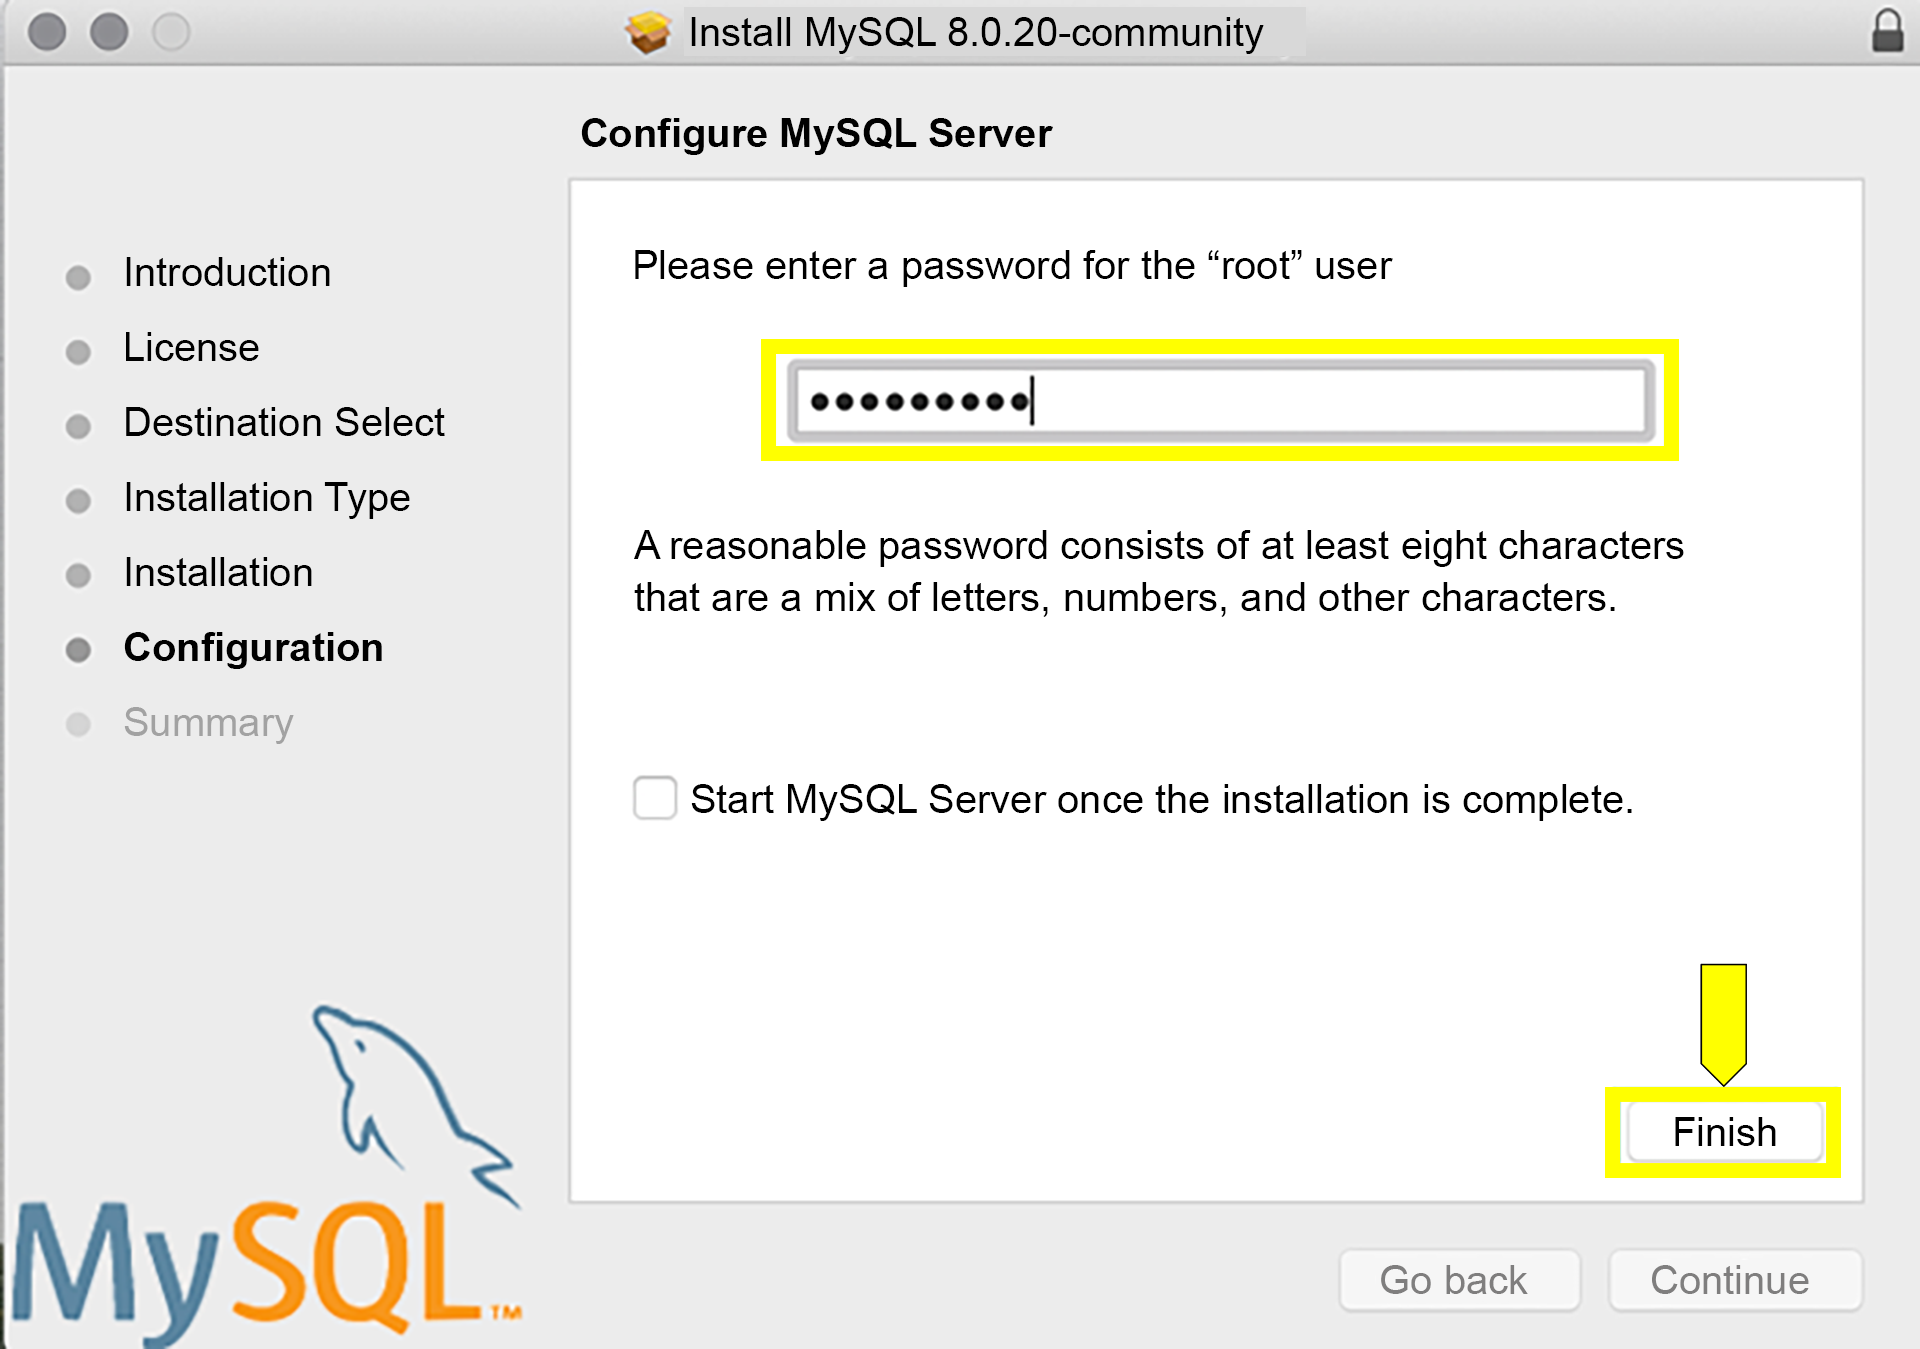 Install MySQL 8.0.20-community
Configure MySQL Server
Introduction
License
Destination Select
Installation Type
Installation
Configuration
Summary
Please enter a password for the “root” user
A reasonable password consists of at least eight characters
that are a mix of letters, numbers, and other characters.
Start MySQL Server once the installation is complete.
Finish
MySQL™
Go back
Continue